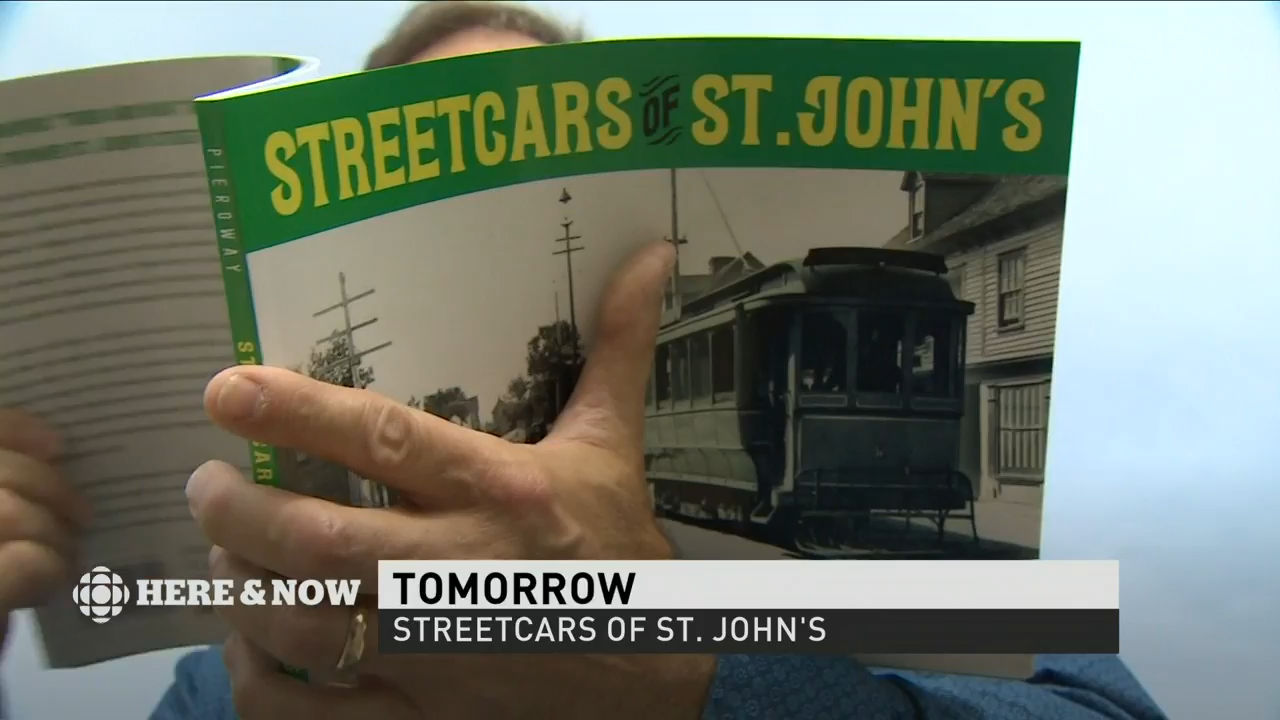 STREETCARS OF ST. JOHN'S
PIEROWAY
HERE & NOW
TOMORROW
STREETCARS OF ST. JOHN'S